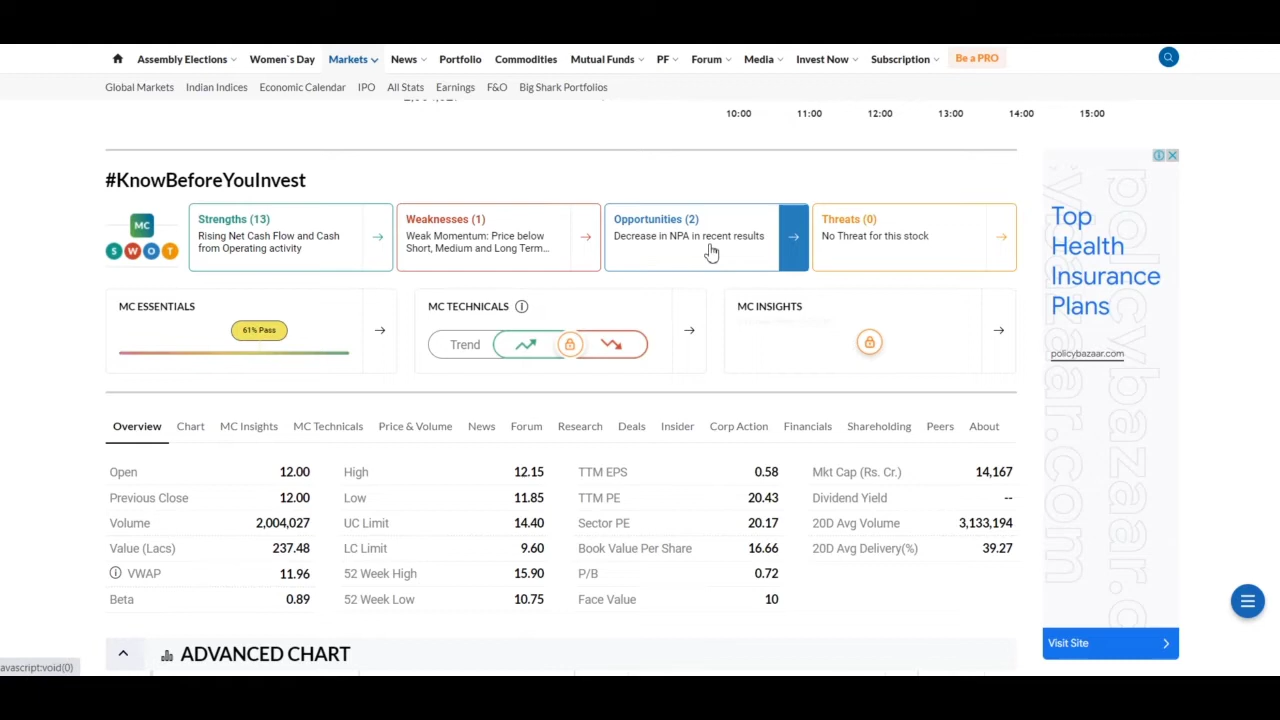 Assembly Elections
Women`s Day
Markets
News
Portfolio
Commodities
Mutual Funds
PF
Forum
Media
Invest Now
Subscription
Be a PRO
Global Markets
Indian Indices
Economic Calendar
IPO
All Stats
Earnings
F&O
Big Shark Portfolios
10:00 11:00 12:00 13:00 14:00 15:00
#KnowBeforeYouInvest
MC
S W O T
Strengths (13)
Rising Net Cash Flow and Cash
from Operating activity
Weaknesses (1)
Weak Momentum: Price below
Short, Medium and Long Term...
Opportunities (2)
Decrease in NPA in recent results
Threats (0)
No Threat for this stock
MC ESSENTIALS
61% Pass
MC TECHNICALS
Trend
MC INSIGHTS
Overview
Chart
MC Insights
MC Technicals
Price & Volume
News
Forum
Research
Deals
Insider
Corp Action
Financials
Shareholding
Peers
About
Open 12.00
Previous Close 12.00
Volume 2,004,027
Value (Lacs) 237.48
VWAP 11.96
Beta 0.89
High 12.15
Low 11.85
UC Limit 14.40
LC Limit 9.60
52 Week High 15.90
52 Week Low 10.75
TTM EPS 0.58
TTM PE 20.43
Sector PE 20.17
Book Value Per Share 16.66
P/B 0.72
Face Value 10
Mkt Cap (Rs. Cr.) 14,167
Dividend Yield --
20D Avg Volume 3,133,194
20D Avg Delivery(%) 39.27
ADVANCED CHART
avascript:void(0)
Top
Health
Insurance
Plans
policybazaar.com
Visit Site